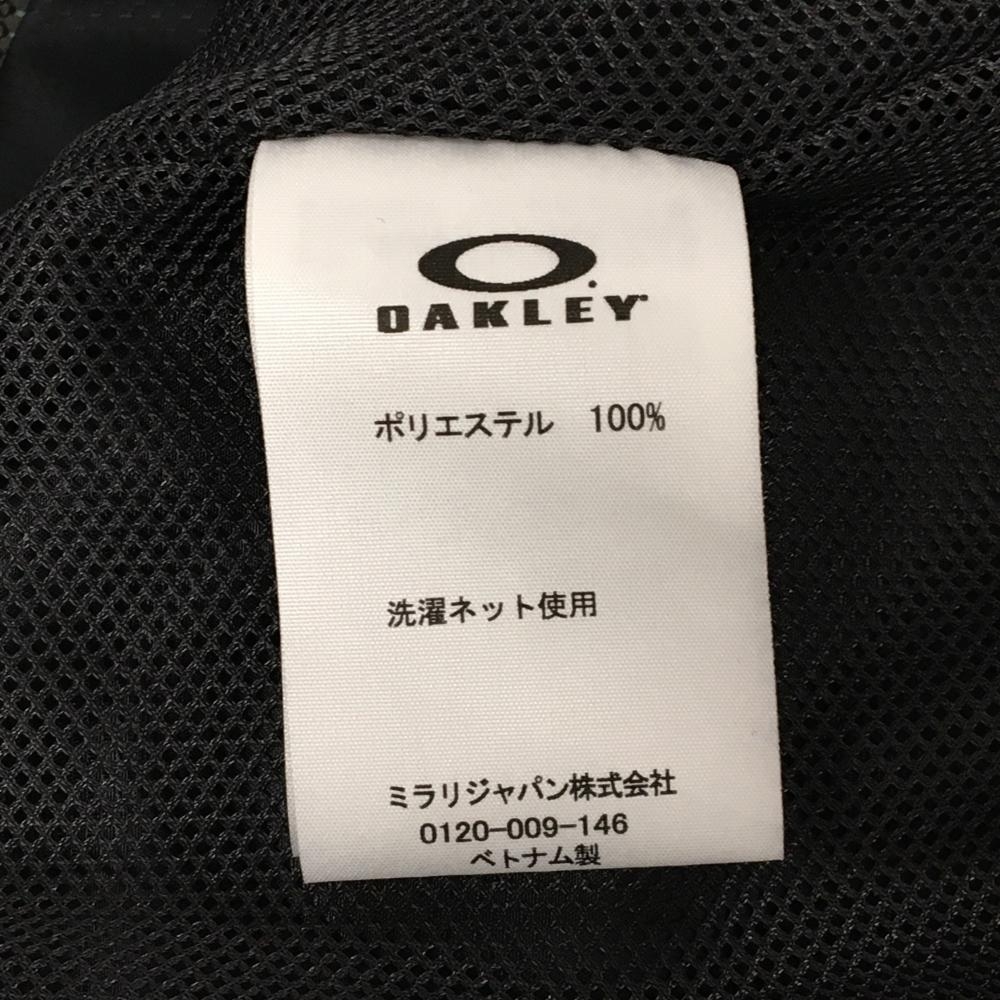 OAKLEY
ポリエステル 100%
洗濯ネット使用
ミラリジャパン株式会社
0120-009-146
ベトナム製